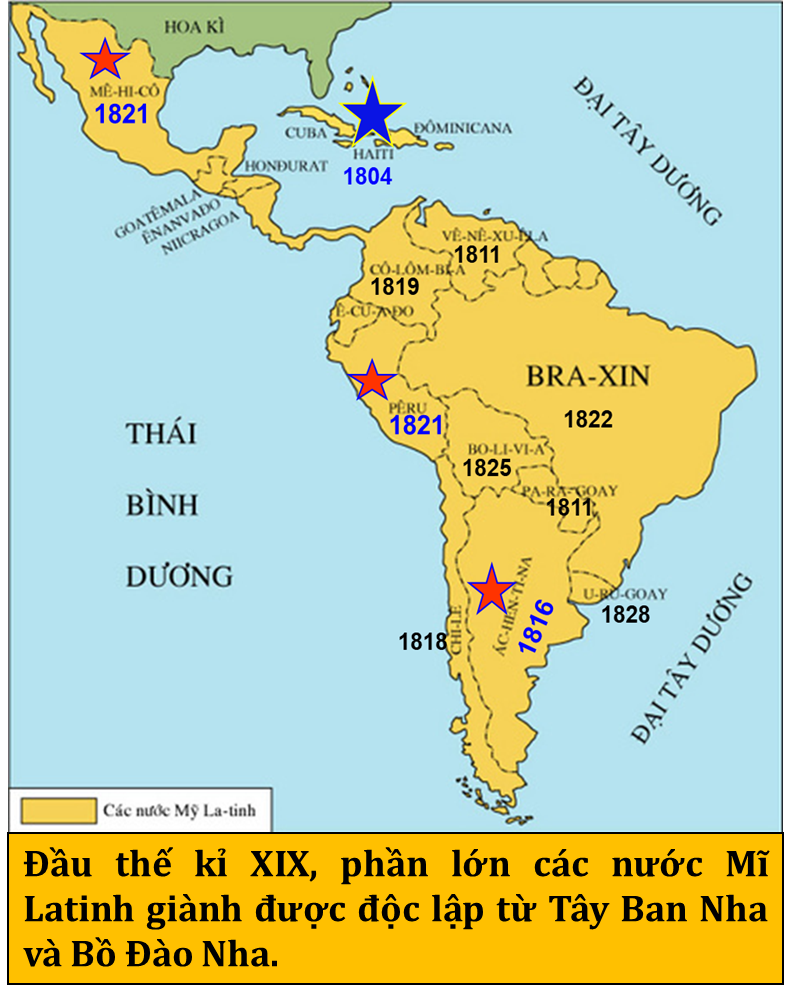 HOA KÌ
MÊ-HI-CÔ
1821
CUBA
ĐÔMINICANA
HAITI
1804
HONĐURAT
GOATÊMALA
ÊNANVAĐO
NIICRAGOA
ĐẠI TÂY DƯƠNG
VÊ-NÊ-XU-ÊLA
1811
CÔ-LÔM-BI-A
1819
Ê-CU-A-ĐO
BRA-XIN
1822
PÊRU
1821
THÁI
BÌNH
DƯƠNG
BO-LI-VI-A
1825
PA-RA-GOAY
1811
ÁC-HEN-TI-NA
1816
U-RU-GOAY
1828
CHI-LÊ
1818
ĐẠI TÂY DƯƠNG
Các nước Mỹ La-tinh
Đầu thế kỉ XIX, phần lớn các nước Mĩ
Latinh giành được độc lập từ Tây Ban Nha
và Bồ Đào Nha.